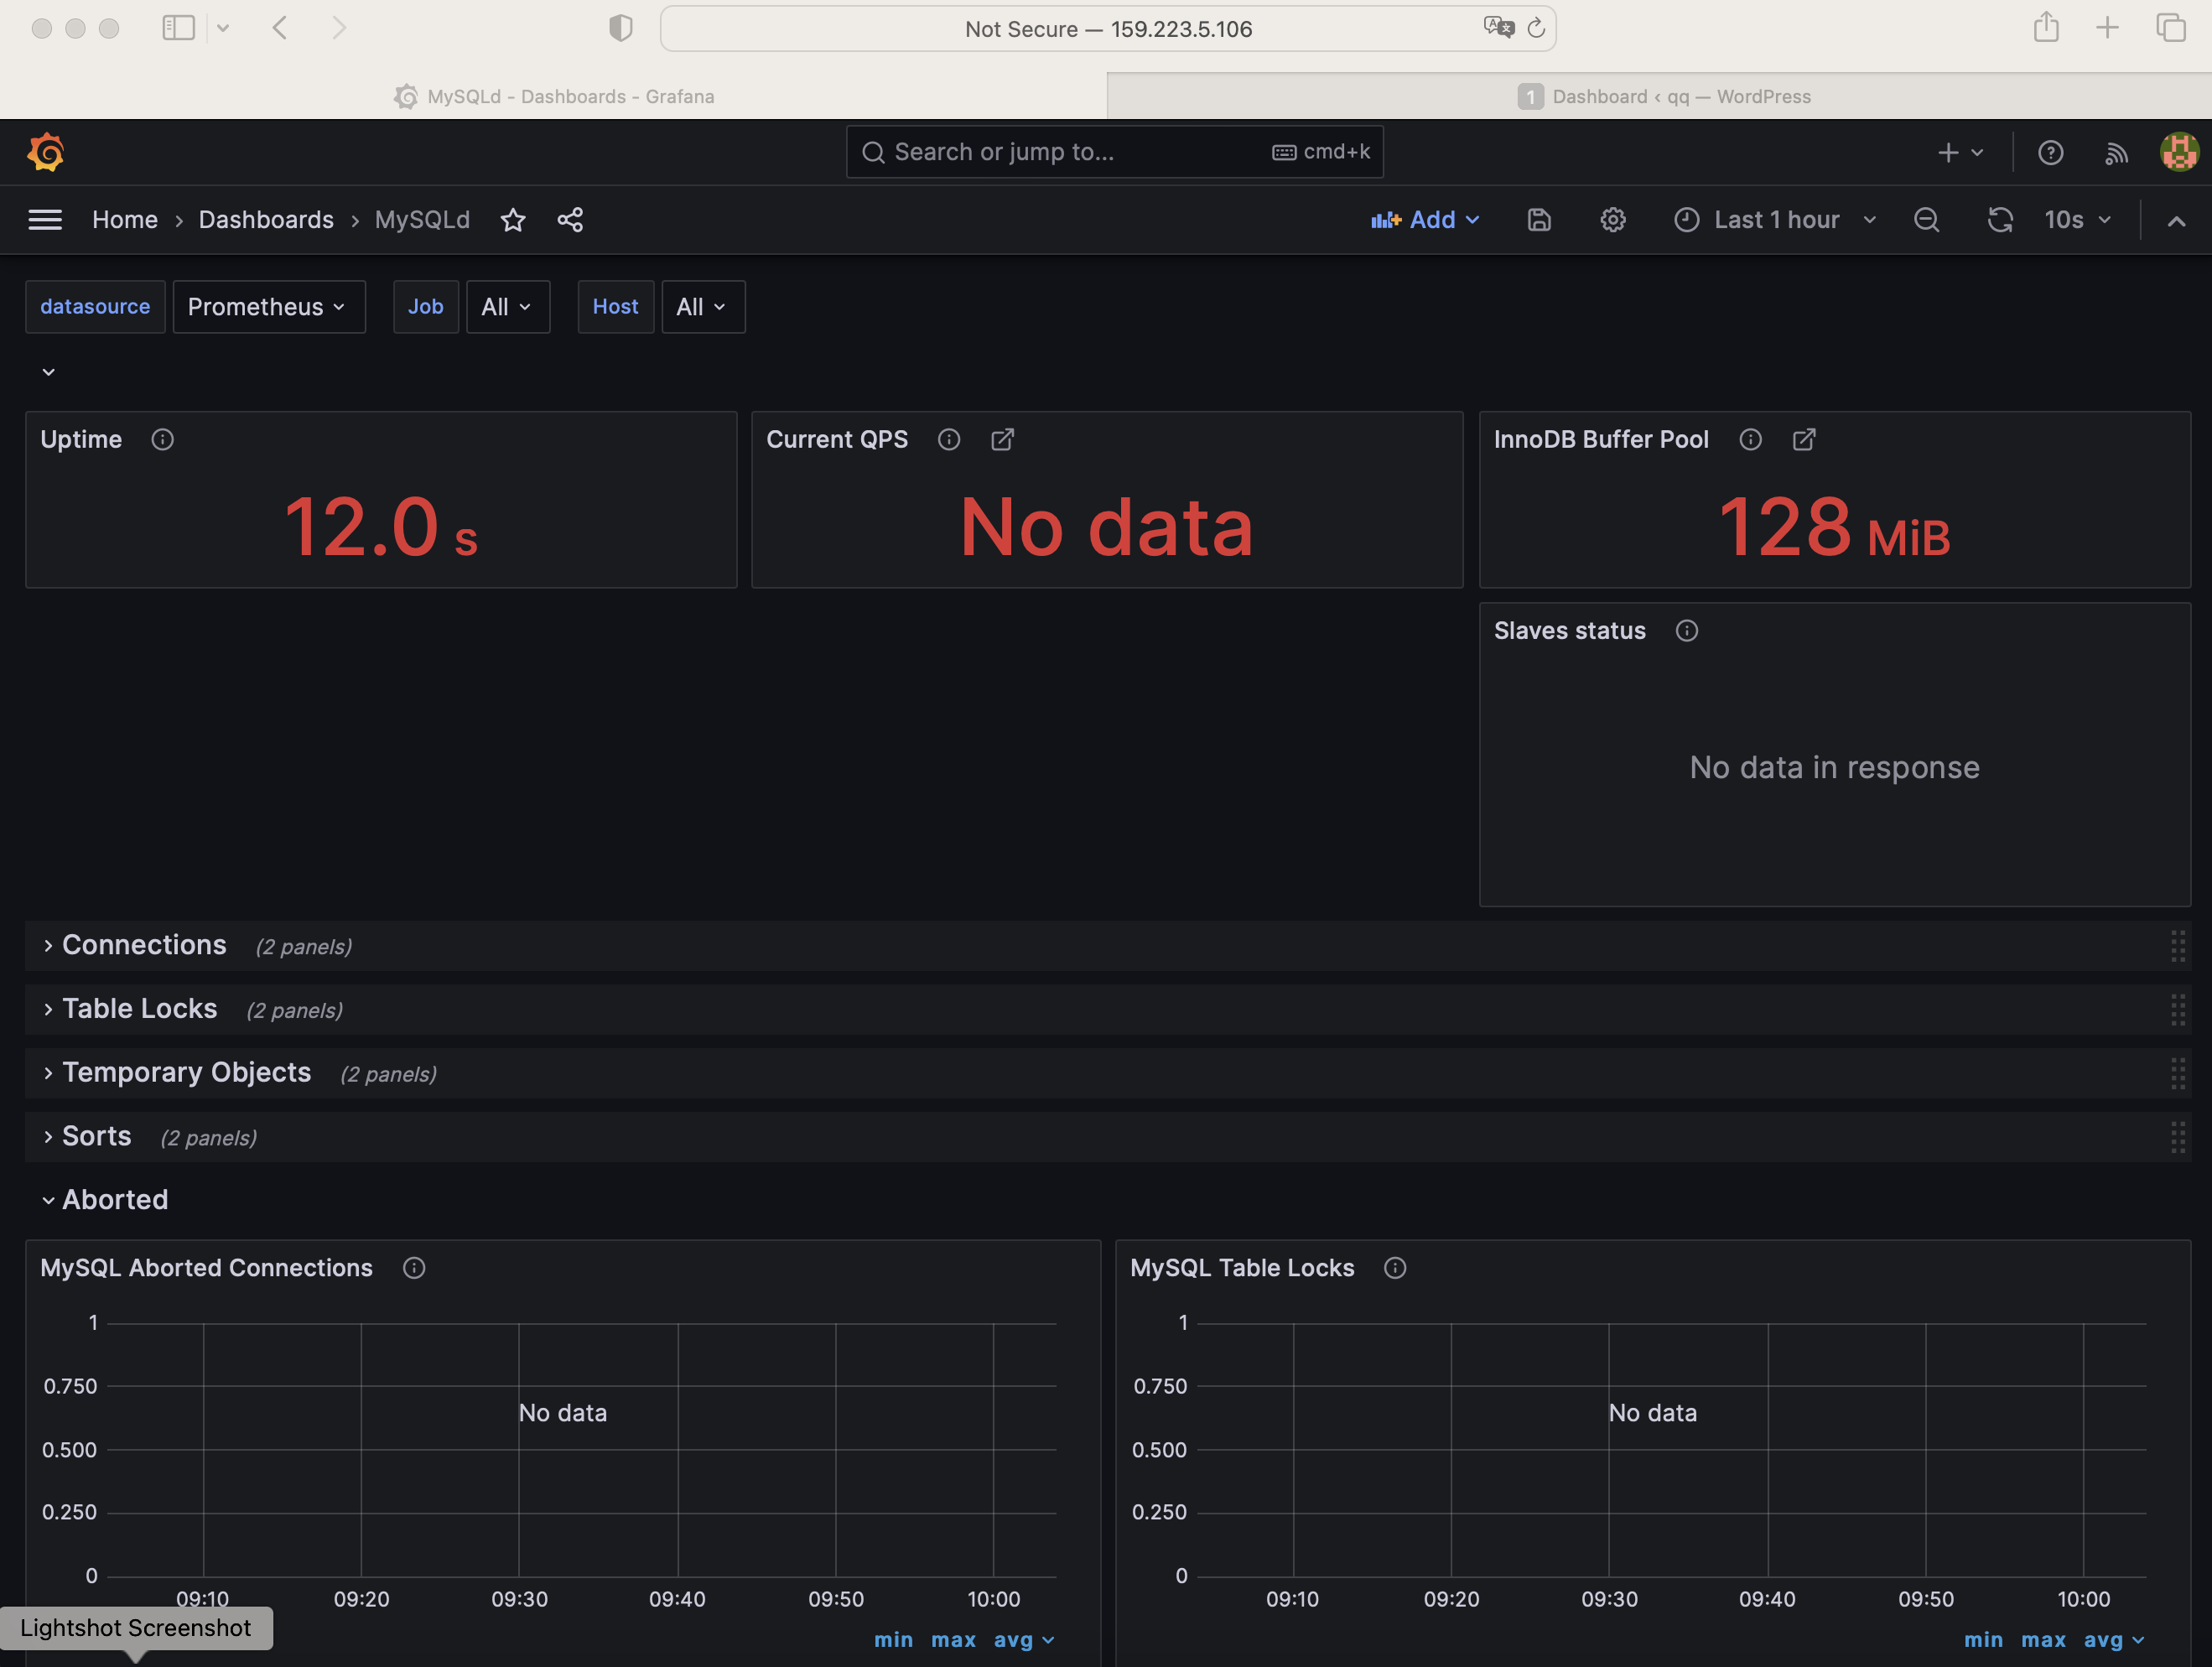 Not Secure — 159.223.5.106
MySQLd - Dashboards - Grafana
1 Dashboard ‹ qq — WordPress
Search or jump to... cmd+k
Home › Dashboards › MySQLd
Add
Last 1 hour
10s
datasource Prometheus Job All Host All
Uptime
12.0 s
Current QPS
No data
InnoDB Buffer Pool
128 MiB
Slaves status
No data in response
Connections (2 panels)
Table Locks (2 panels)
Temporary Objects (2 panels)
Sorts (2 panels)
Aborted
MySQL Aborted Connections
1
0.750
No data
0.500
0.250
0
09:10 09:20 09:30 09:40 09:50 10:00
min max avg
MySQL Table Locks
1
0.750
No data
0.500
0.250
0
09:10 09:20 09:30 09:40 09:50 10:00
min max avg
Lightshot Screenshot